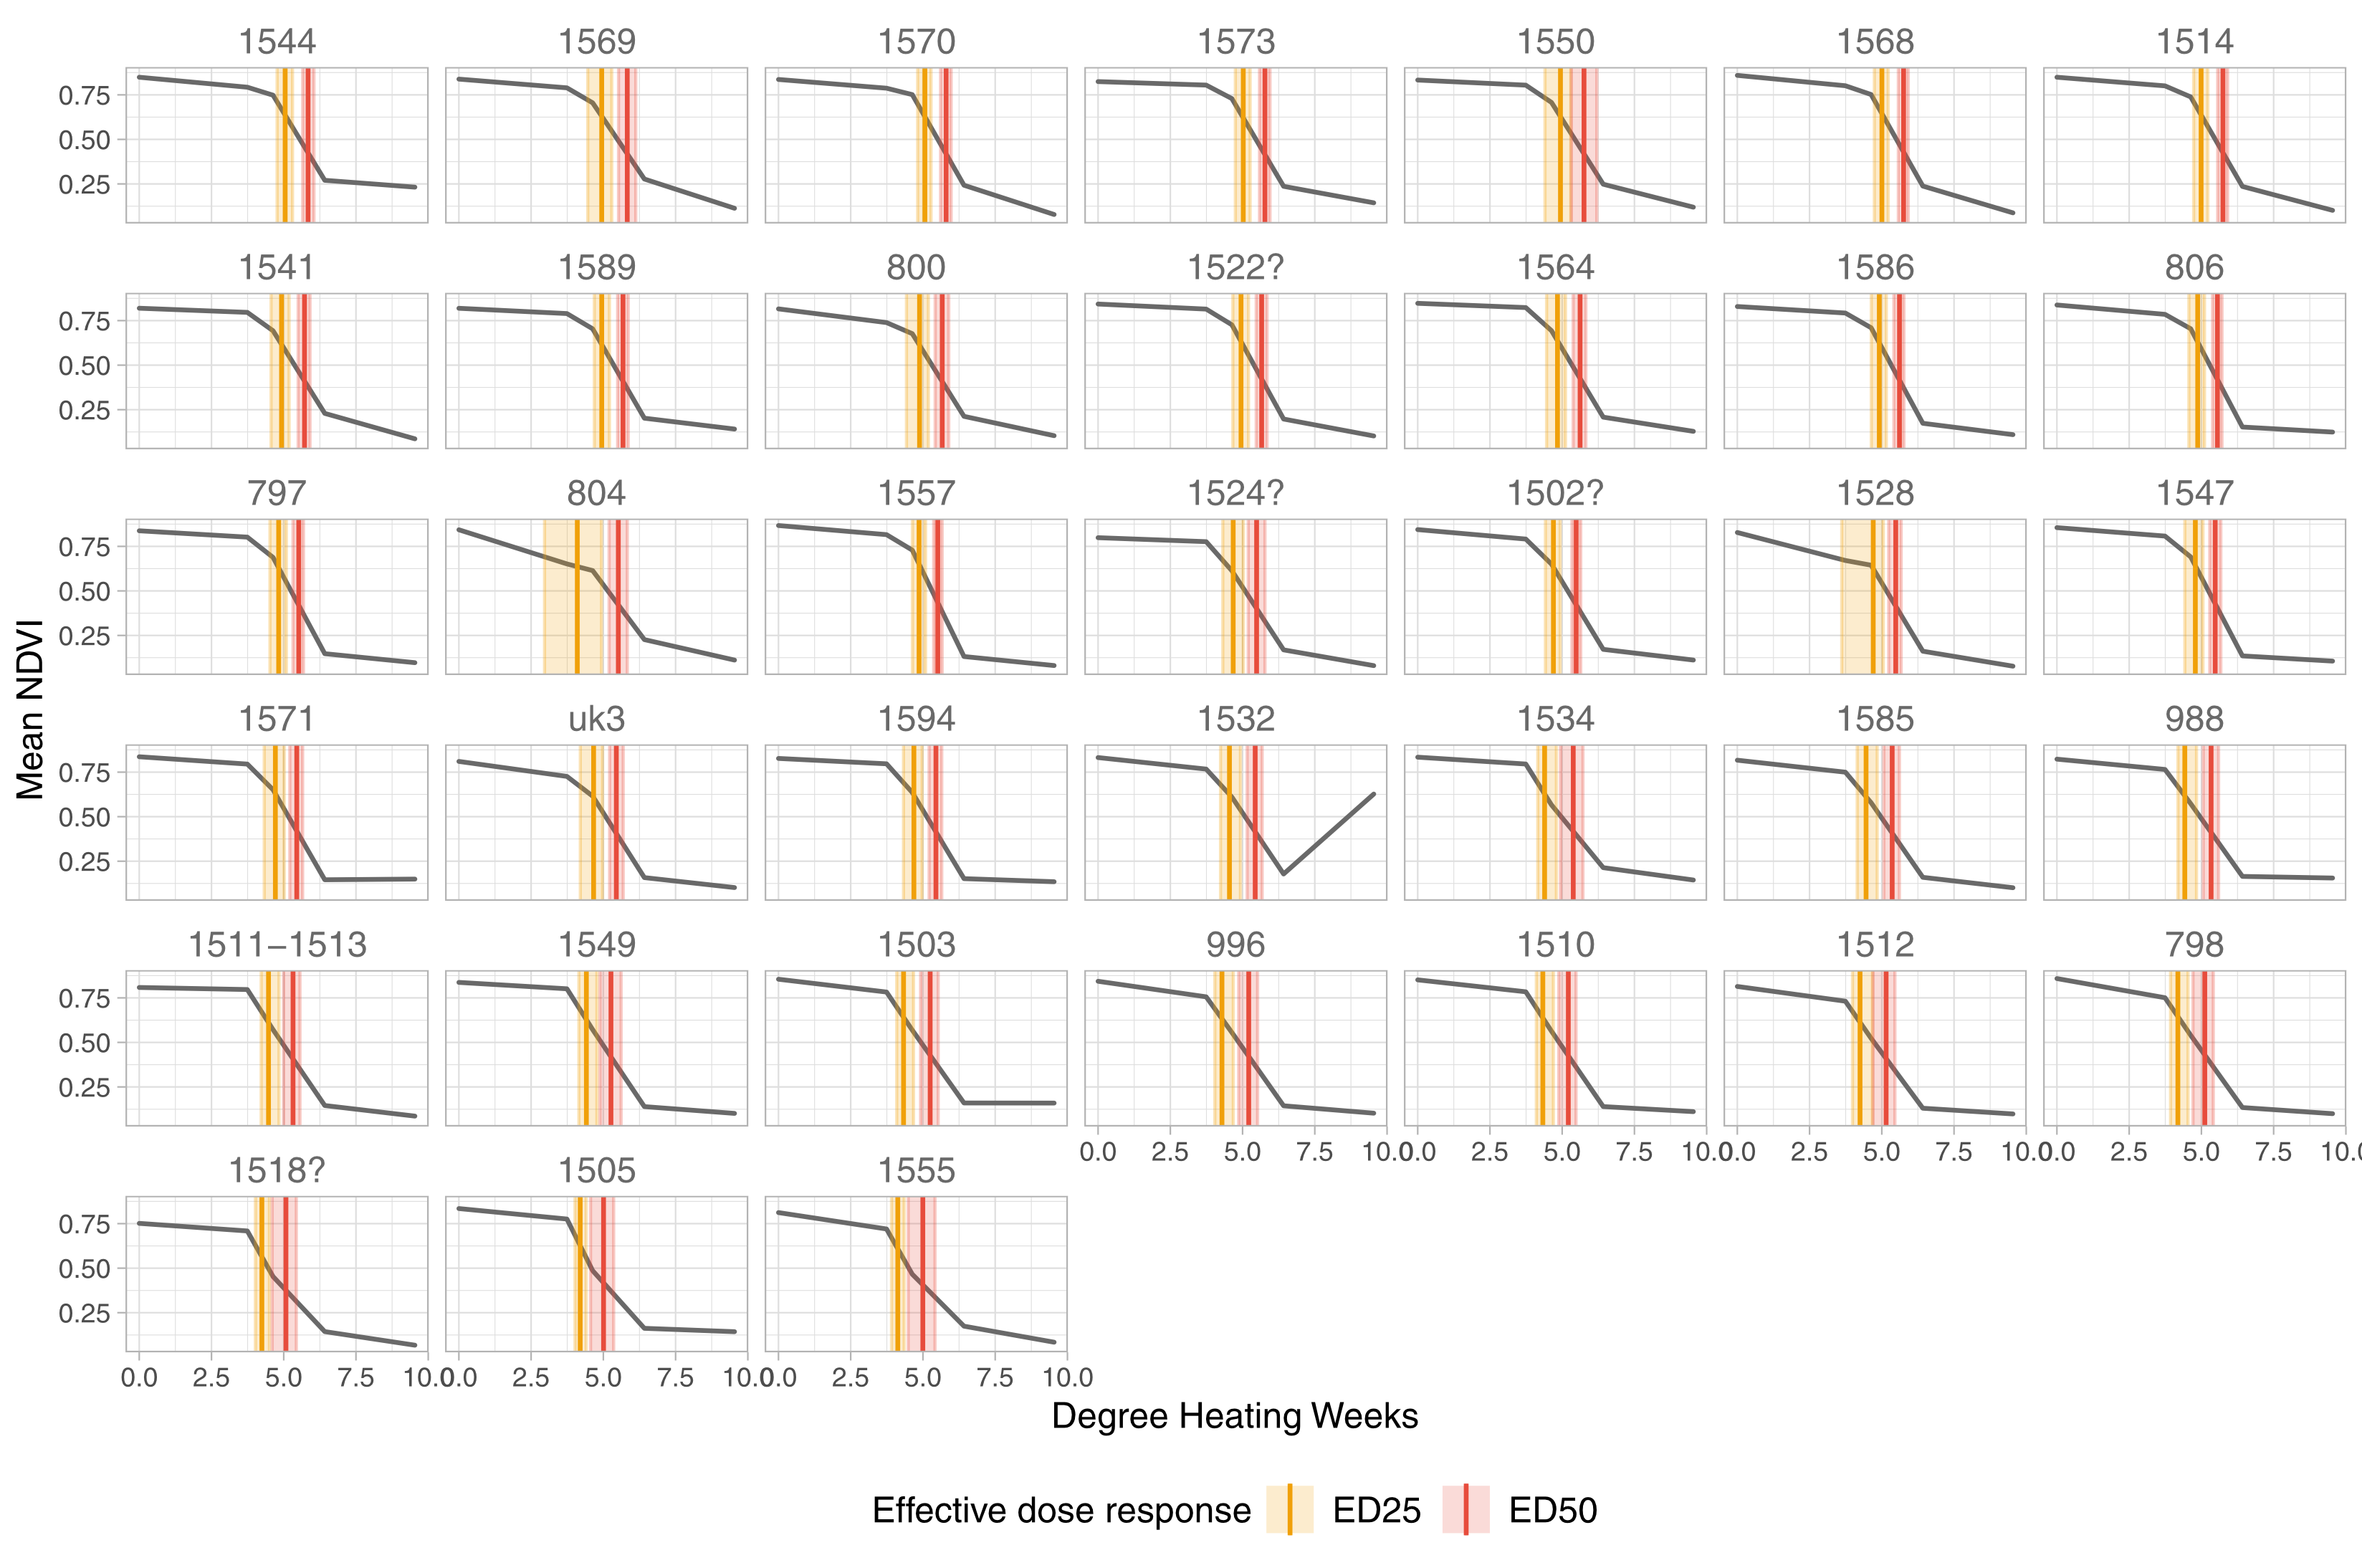 1544 1569 1570 1573 1550 1568 1514
0.75
0.50
0.25
1541 1589 800 1522? 1564 1586 806
0.75
0.50
0.25
797 804 1557 1524? 1502? 1528 1547
0.75
0.50
0.25
Mean NDVI
1571 uk3 1594 1532 1534 1585 988
0.75
0.50
0.25
1511–1513 1549 1503 996 1510 1512 798
0.75
0.50
0.25
0.0 2.5 5.0 7.5 10.0 0.0 2.5 5.0 7.5 10.0 0.0 2.5 5.0 7.5 10.0 0.0 2.5 5.0 7.5 10.0
1518? 1505 1555
0.75
0.50
0.25
0.0 2.5 5.0 7.5 10.0 0.0 2.5 5.0 7.5 10.0 0.0 2.5 5.0 7.5 10.0
Degree Heating Weeks
Effective dose response ED25 ED50